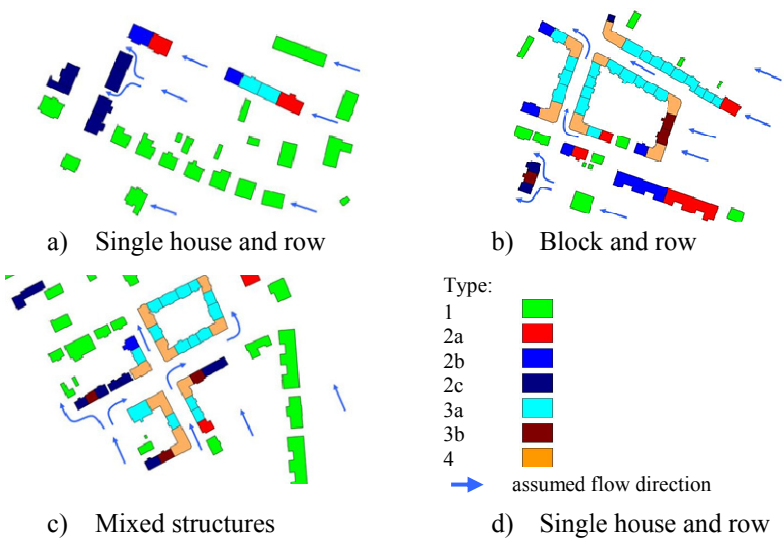 a) Single house and row
b) Block and row
Type:
1
2a
2b
2c
3a
3b
4
assumed flow direction
c) Mixed structures
d) Single house and row